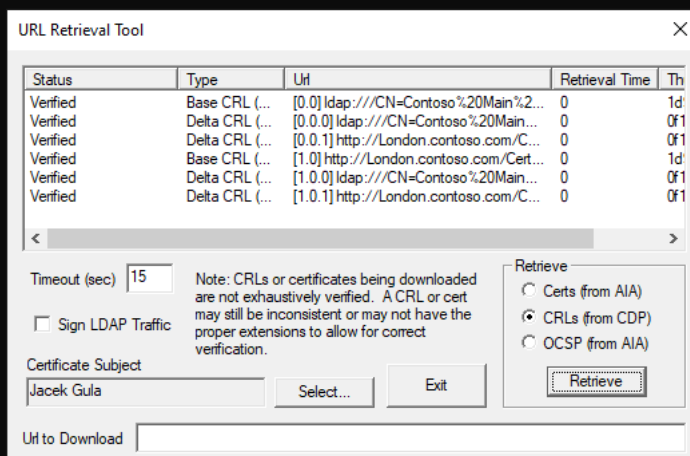 URL Retrieval Tool
Status Type Url Retrieval Time
Verified Base CRL (... [0.0] ldap:///CN=Contoso%20Main%2... 0 1d
Verified Delta CRL (... [0.0.0] ldap:///CN=Contoso%20Main... 0 0f1
Verified Delta CRL (... [0.0.1] http://London.contoso.com/C... 0 0f1
Verified Base CRL (... [1.0] http://London.contoso.com/Cert... 0 1d
Verified Delta CRL (... [1.0.0] ldap:///CN=Contoso%20Main... 0 0f1
Verified Delta CRL (... [1.0.1] http://London.contoso.com/C... 0 0f1
Timeout (sec) 15
Sign LDAP Traffic
Note: CRLs or certificates being downloaded
are not exhaustively verified. A CRL or cert
may still be inconsistent or may not have the
proper extensions to allow for correct
verification.
Retrieve
Certs (from AIA)
CRLs (from CDP)
OCSP (from AIA)
Retrieve
Certificate Subject
Jacek Gula
Select...
Exit
Url to Download